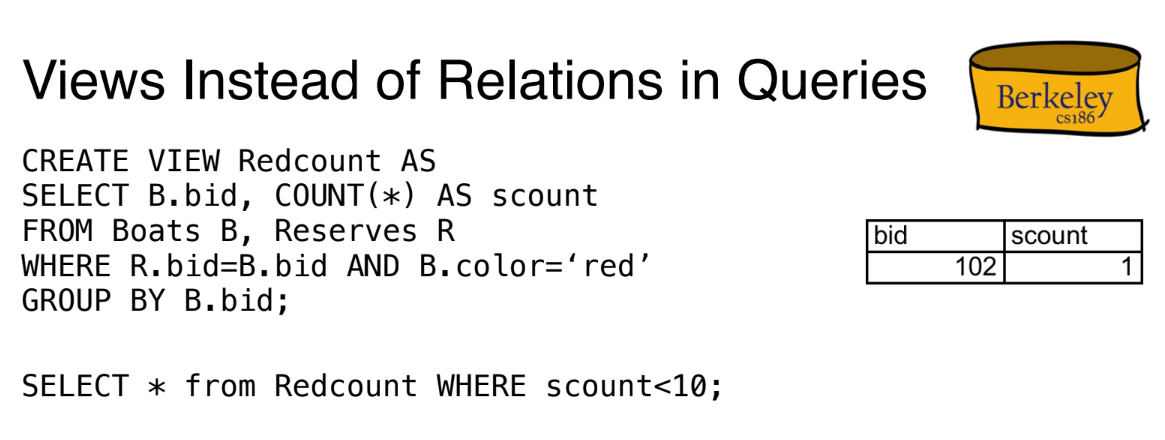 Views Instead of Relations in Queries
Berkeley
cs186
CREATE VIEW Redcount AS
SELECT B.bid, COUNT(*) AS scount
FROM Boats B, Reserves R
WHERE R.bid=B.bid AND B.color=‘red’
GROUP BY B.bid;
bid scount
102 1
SELECT * from Redcount WHERE scount<10;